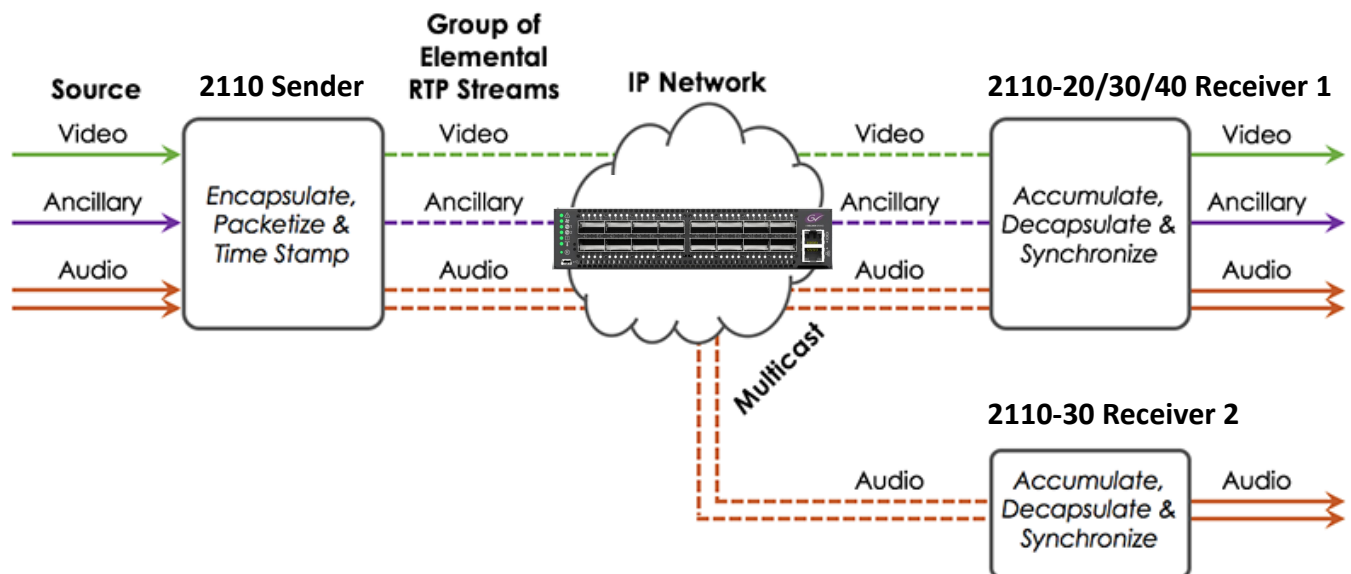 Group of
Elemental
RTP Streams
Source
2110 Sender
IP Network
2110-20/30/40 Receiver 1
Video
Video
Video
Video
Ancillary
Ancillary
Ancillary
Ancillary
Encapsulate,
Packetize &
Time Stamp
Accumulate,
Decapsulate &
Synchronize
Audio
Audio
Audio
Audio
Multicast
2110-30 Receiver 2
Audio
Accumulate,
Decapsulate &
Synchronize
Audio